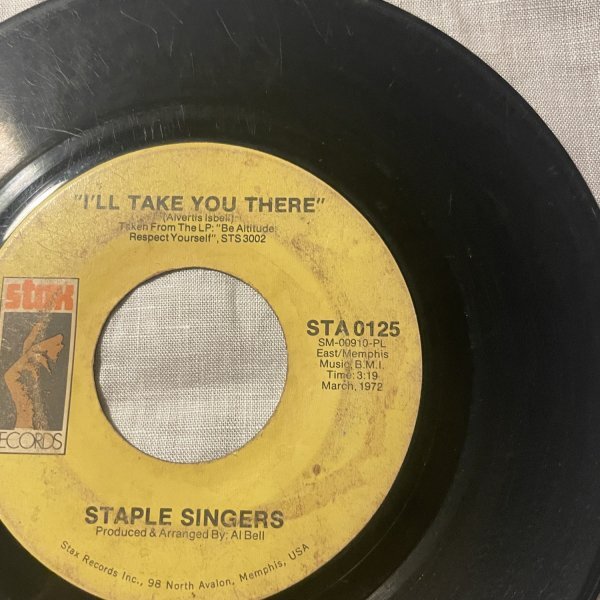 "I'LL TAKE YOU THERE"
(Alvertis Isbell)
Taken From The LP: "Be Altitude:
Respect Yourself", STS 3002
stax
RECORDS
STA 0125
SM-00910-PL
East/Memphis
Music, B.M.I.
Time: 3:19
March, 1972
STAPLE SINGERS
Produced & Arranged By: Al Bell
Stax Records Inc., 98 North Avalon, Memphis, USA